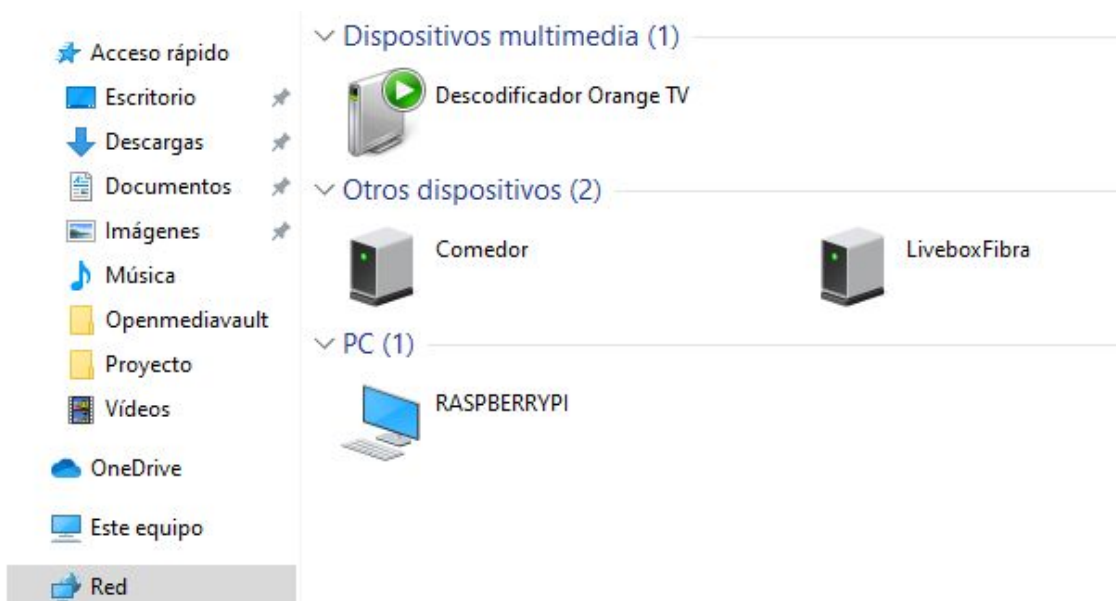 Acceso rápido
Escritorio
Descargas
Documentos
Imágenes
Música
Openmediavault
Proyecto
Vídeos
OneDrive
Este equipo
Red
Dispositivos multimedia (1)
Descodificador Orange TV
Otros dispositivos (2)
Comedor
LiveboxFibra
PC (1)
RASPBERRYPI